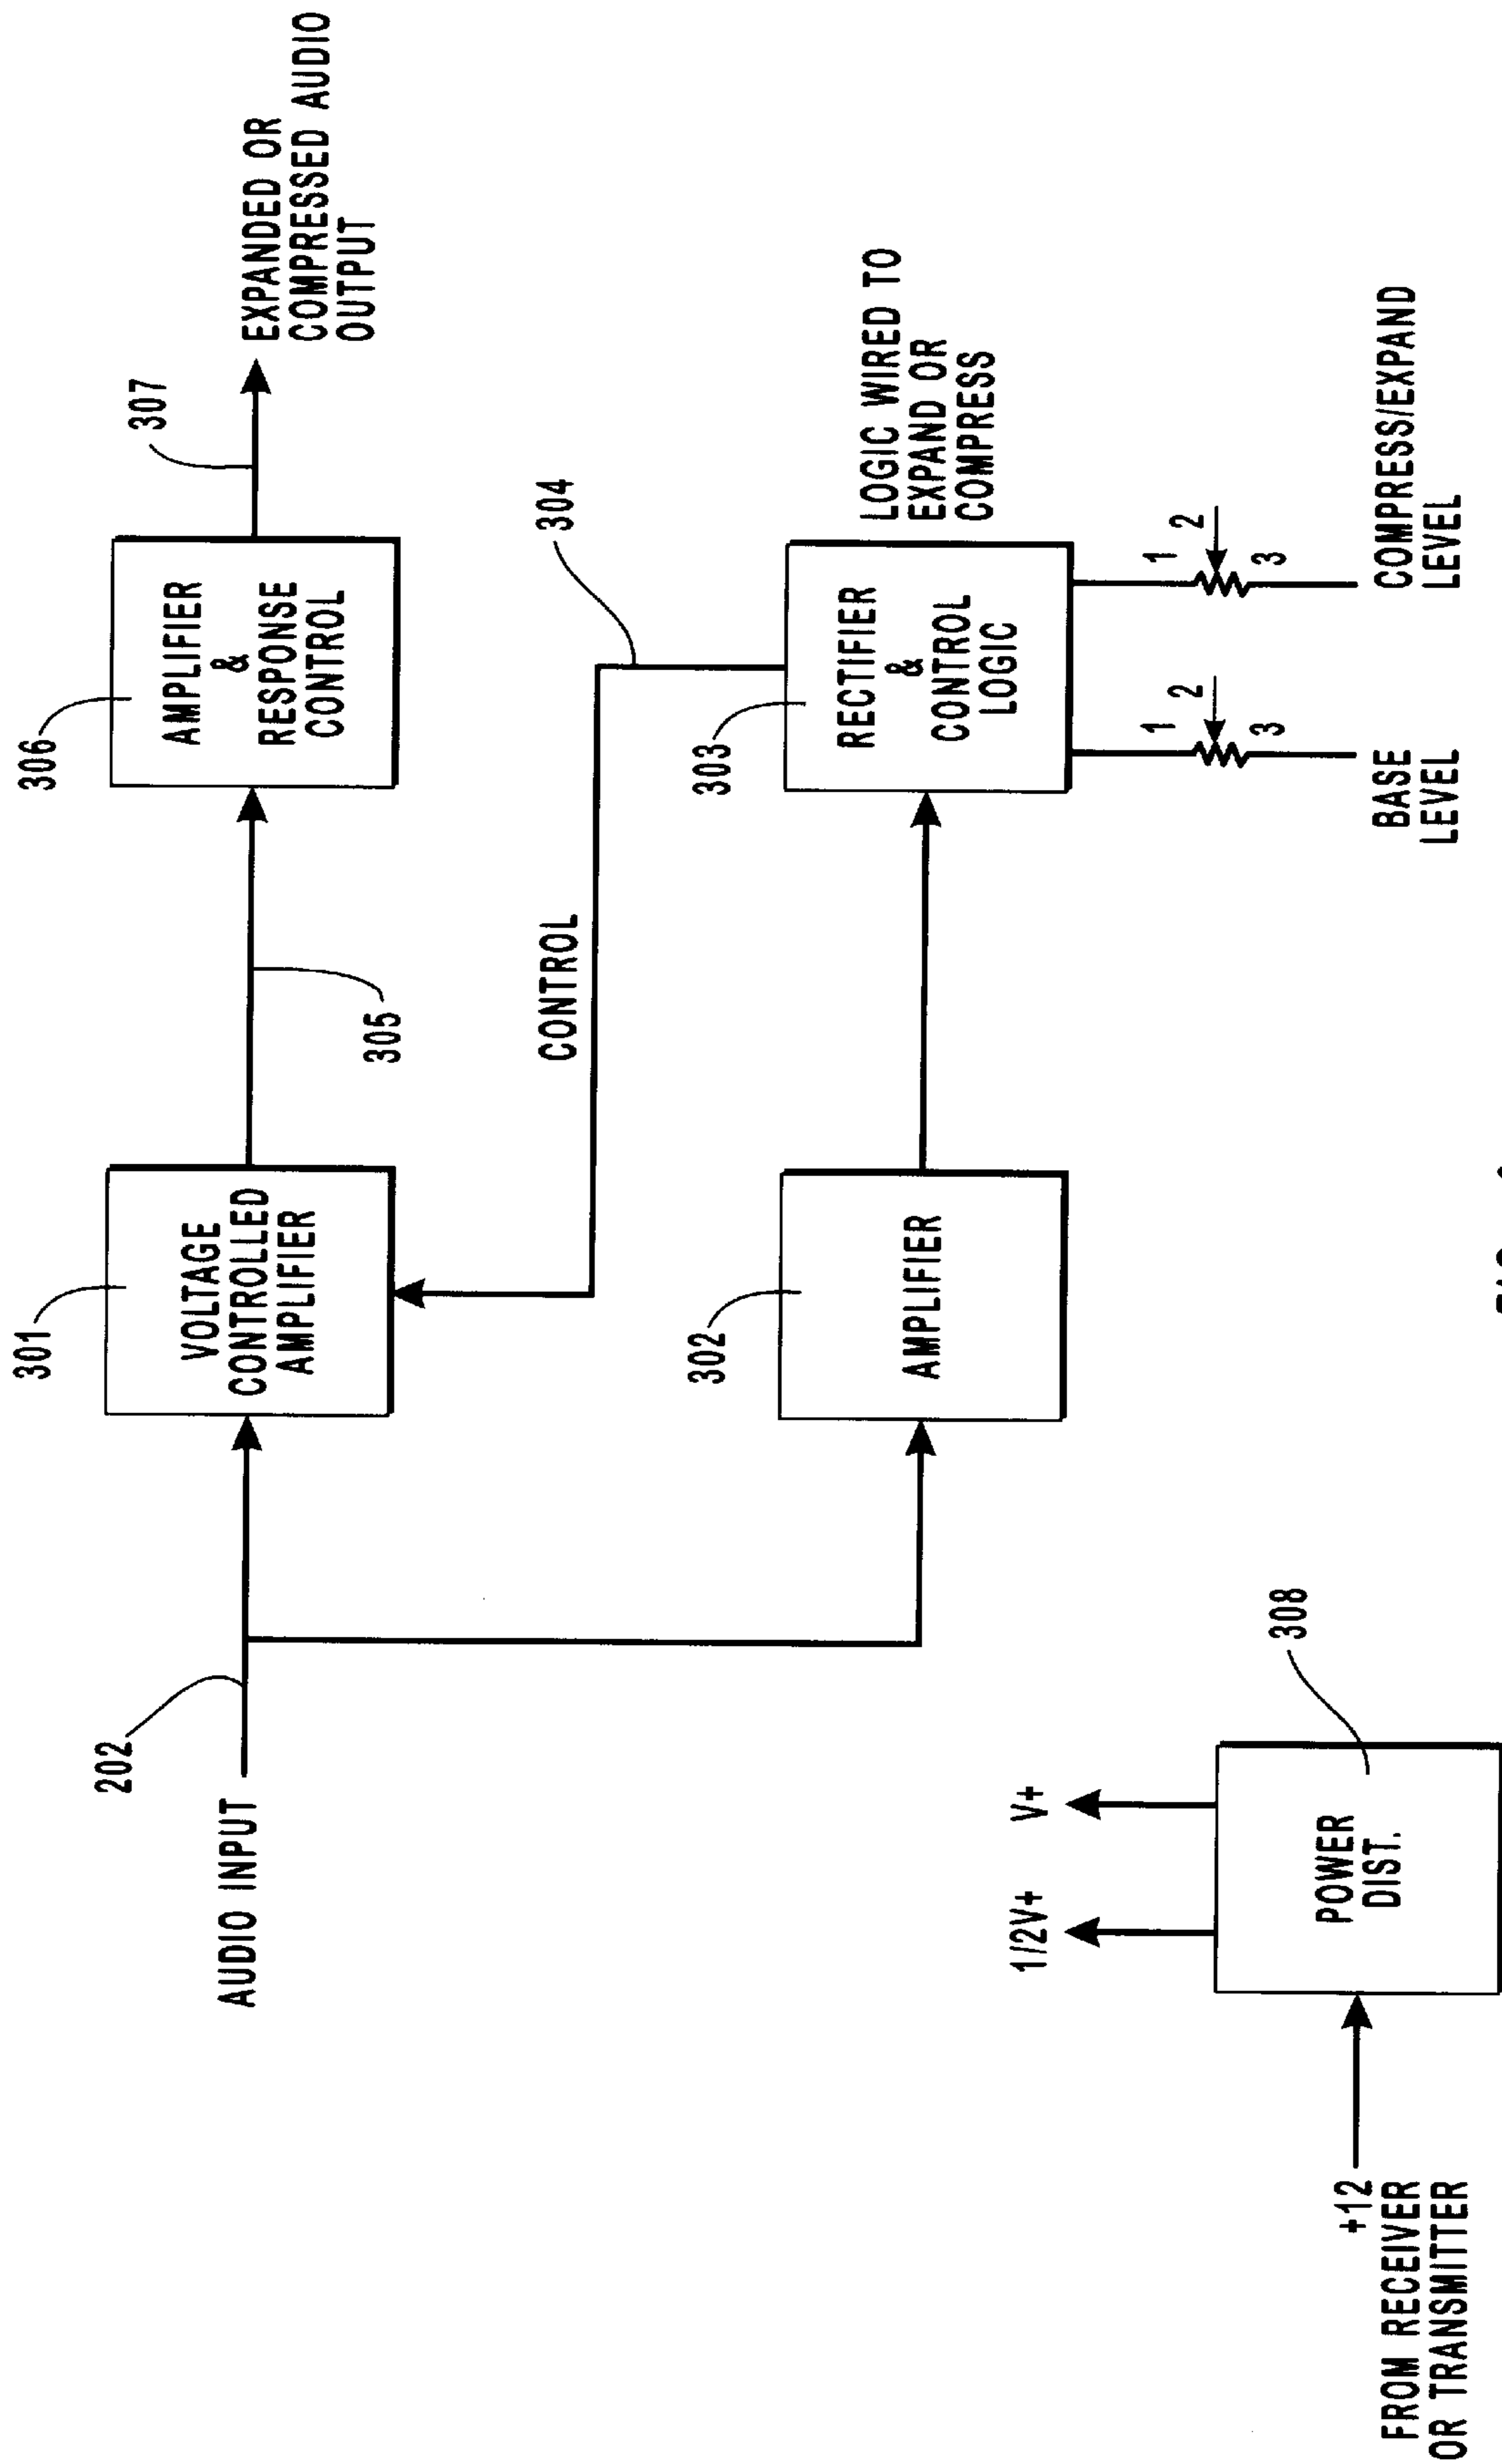 301
VOLTAGE
CONTROLLED
AMPLIFIER
306
AMPLIFIER
&
RESPONSE
CONTROL
307
EXPANDED OR
COMPRESSED AUDIO
OUTPUT
202
AUDIO INPUT
305
304
CONTROL
302
AMPLIFIER
303
RECTIFIER
&
CONTROL
LOGIC
LOGIC WIRED TO
EXPAND OR
COMPRESS
1/2V+
V+
308
POWER
DIST.
+12
FROM RECEIVER
OR TRANSMITTER
1
2
3
BASE
LEVEL
1
2
3
COMPRESS/EXPAND
LEVEL